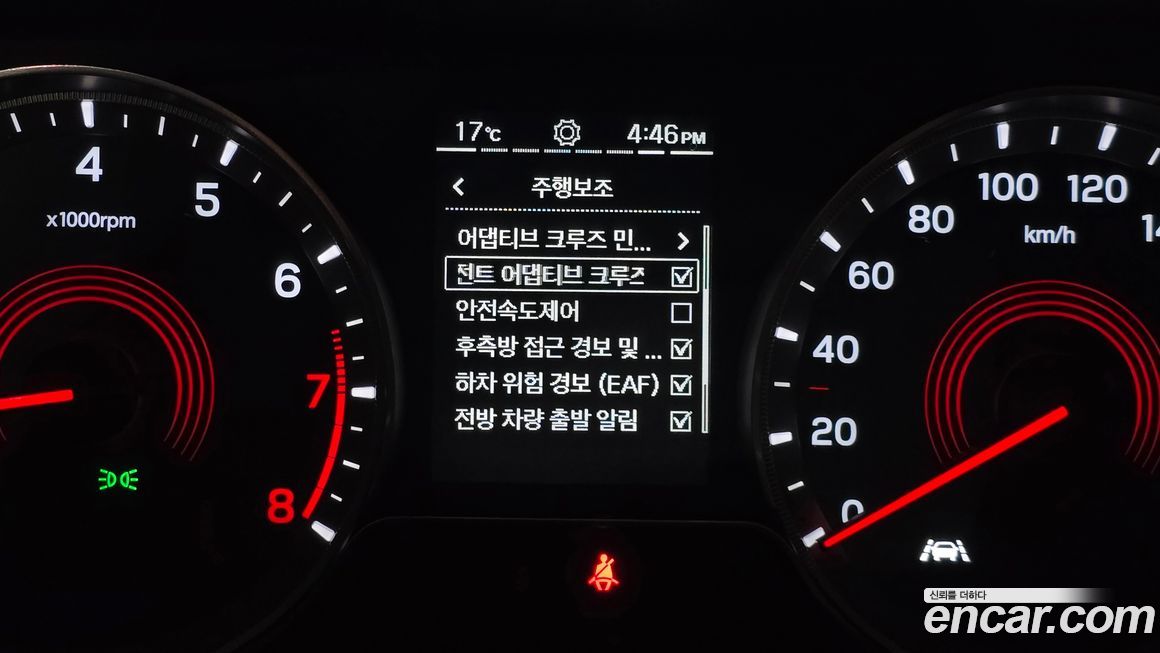 17℃ 4:46PM
주행보조
어댑티브 크루즈 민...
전트 어댑티브 크루즈
안전속도제어
후측방 접근 경보 및 ...
하차 위험 경보 (EAF)
전방 차량 출발 알림
4
5
6
7
8
x1000rpm
0
20
40
60
80
100
120
14
km/h
신뢰를 더하다
encar.com